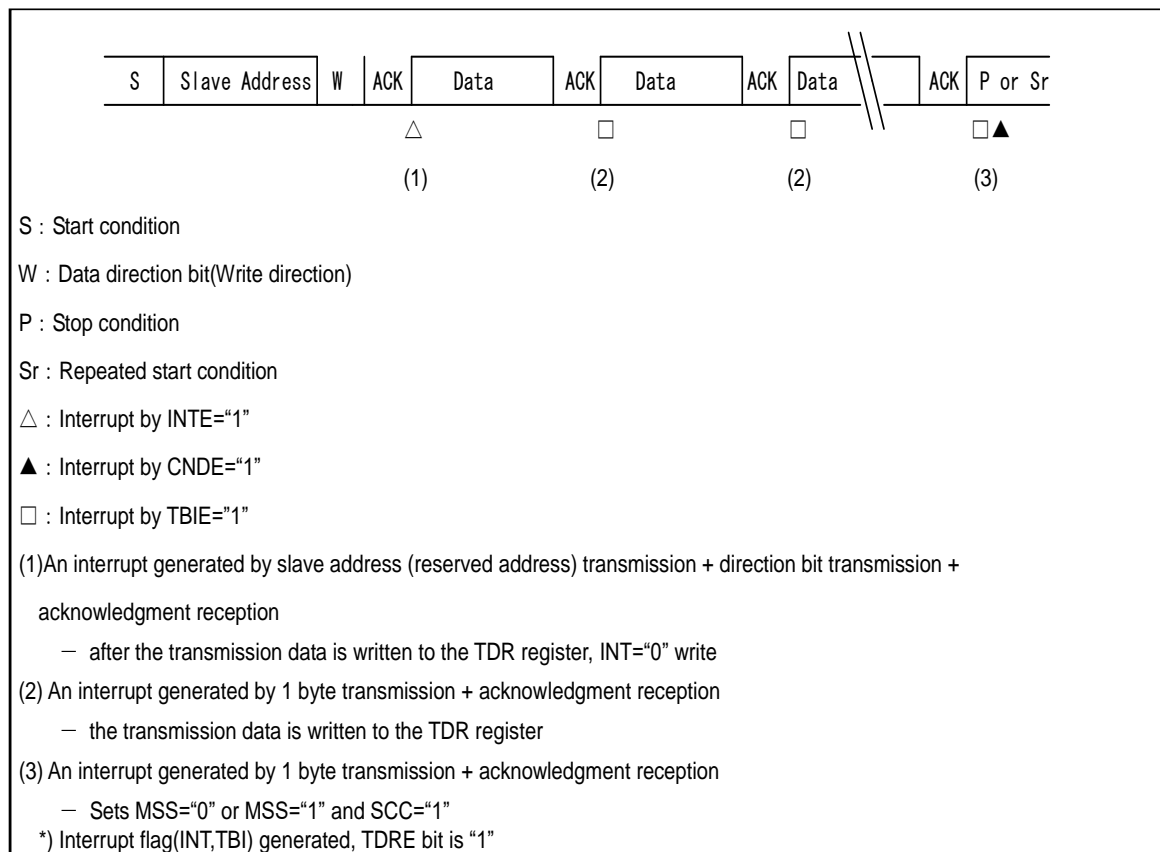 S Slave Address W ACK Data ACK Data ACK Data ACK P or Sr
△ □ □ □▲
(1) (2) (2) (3)
S : Start condition
W : Data direction bit(Write direction)
P : Stop condition
Sr : Repeated start condition
△ : Interrupt by INTE=“1”
▲ : Interrupt by CNDE=“1”
□ : Interrupt by TBIE=”1”
(1)An interrupt generated by slave address (reserved address) transmission + direction bit transmission +
acknowledgment reception
－ after the transmission data is written to the TDR register, INT=“0” write
(2) An interrupt generated by 1 byte transmission + acknowledgment reception
－ the transmission data is written to the TDR register
(3) An interrupt generated by 1 byte transmission + acknowledgment reception
－ Sets MSS=“0” or MSS=“1” and SCC=“1”
*) Interrupt flag(INT,TBI) generated, TDRE bit is “1”